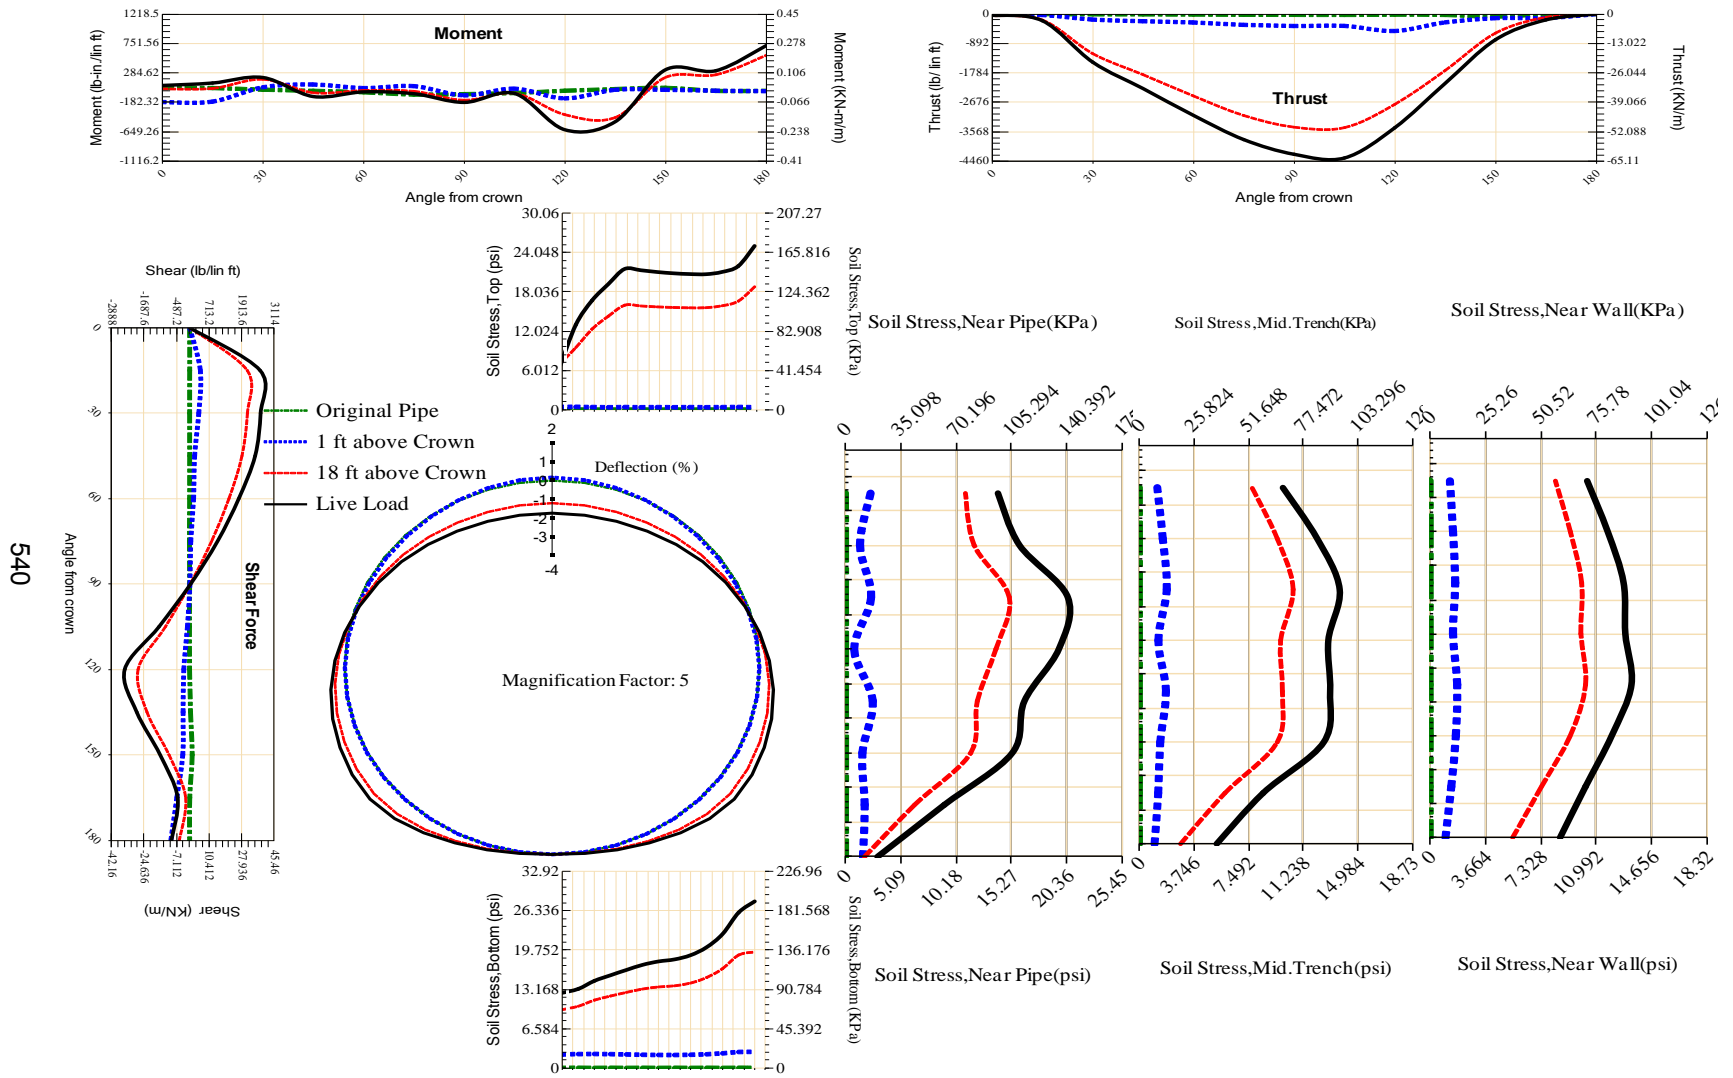 1218.5
751.56
284.62
-182.32
-649.26
-1116.2
Moment (lb-in./lin ft)
Moment
0.45
0.278
0.106
-0.066
-0.238
-0.41
Moment (KN-m/m)
0 30 60 90 120 150 180
Angle from crown
0
-892
-1784
-2676
-3568
-4460
Thrust (lb/ lin ft)
Thrust
0
-13.022
-26.044
-39.066
-52.088
-65.11
Thrust (KN/m)
0 30 60 90 120 150 180
Angle from crown
30.06
24.048
18.036
12.024
6.012
0
Soil Stress,Top (psi)
207.27
165.816
124.362
82.908
41.454
0
Soil Stress,Top (KPa)
Shear (lb/lin ft)
-2888 -1687.6 -487.2 713.2 1913.6 3114
0
30
60
90
120
150
180
Angle from crown
Shear Force
-42.16 -24.636 -7.112 10.412 27.936 45.46
Shear (KN/m)
540
Original Pipe
1 ft above Crown
18 ft above Crown
Live Load
2
1
0
-1
-2
-3
-4
Deflection (%)
Magnification Factor: 5
32.92
26.336
19.752
13.168
6.584
0
Soil Stress,Bottom (psi)
226.96
181.568
136.176
90.784
45.392
0
Soil Stress,Bottom (KPa)
Soil Stress,Near Pipe(KPa)
0 35.098 70.196 105.294 140.392
0 5.09 10.18 15.27 20.36 25.45
Soil Stress,Near Pipe(psi)
Soil Stress,Mid.Trench(KPa)
0 25.824 51.648 77.472 103.296
0 3.746 7.492 11.238 14.984 18.73
Soil Stress,Mid.Trench(psi)
Soil Stress,Near Wall(KPa)
0 25.26 50.52 75.78 101.04
0 3.664 7.328 10.992 14.656 18.32
Soil Stress,Near Wall(psi)